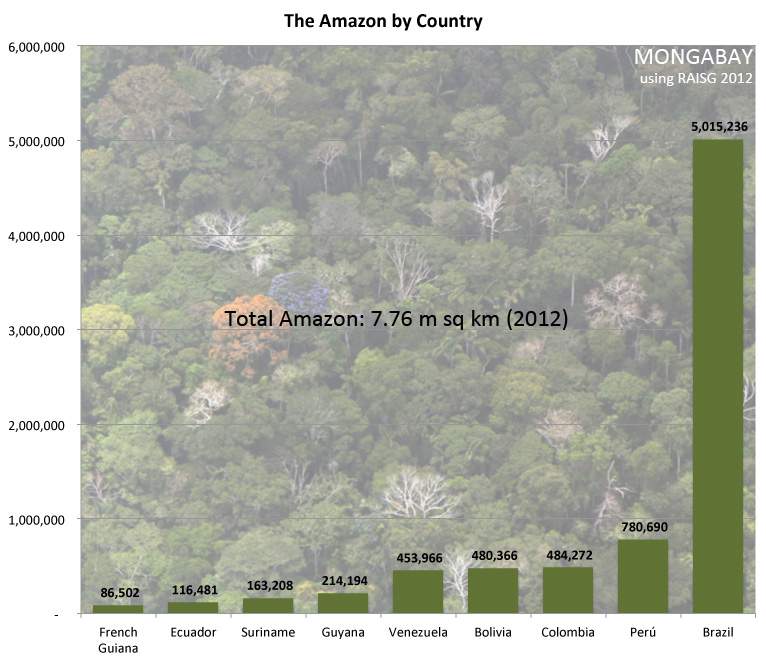 The Amazon by Country
6,000,000
MONGABAY
using RAISG 2012
5,015,236
5,000,000
4,000,000
Total Amazon: 7.76 m sq km (2012)
3,000,000
2,000,000
1,000,000
780,690
453,966
480,366
484,272
86,502
116,481
163,208
214,194
-
French
Guiana
Ecuador
Suriname
Guyana
Venezuela
Bolivia
Colombia
Perú
Brazil